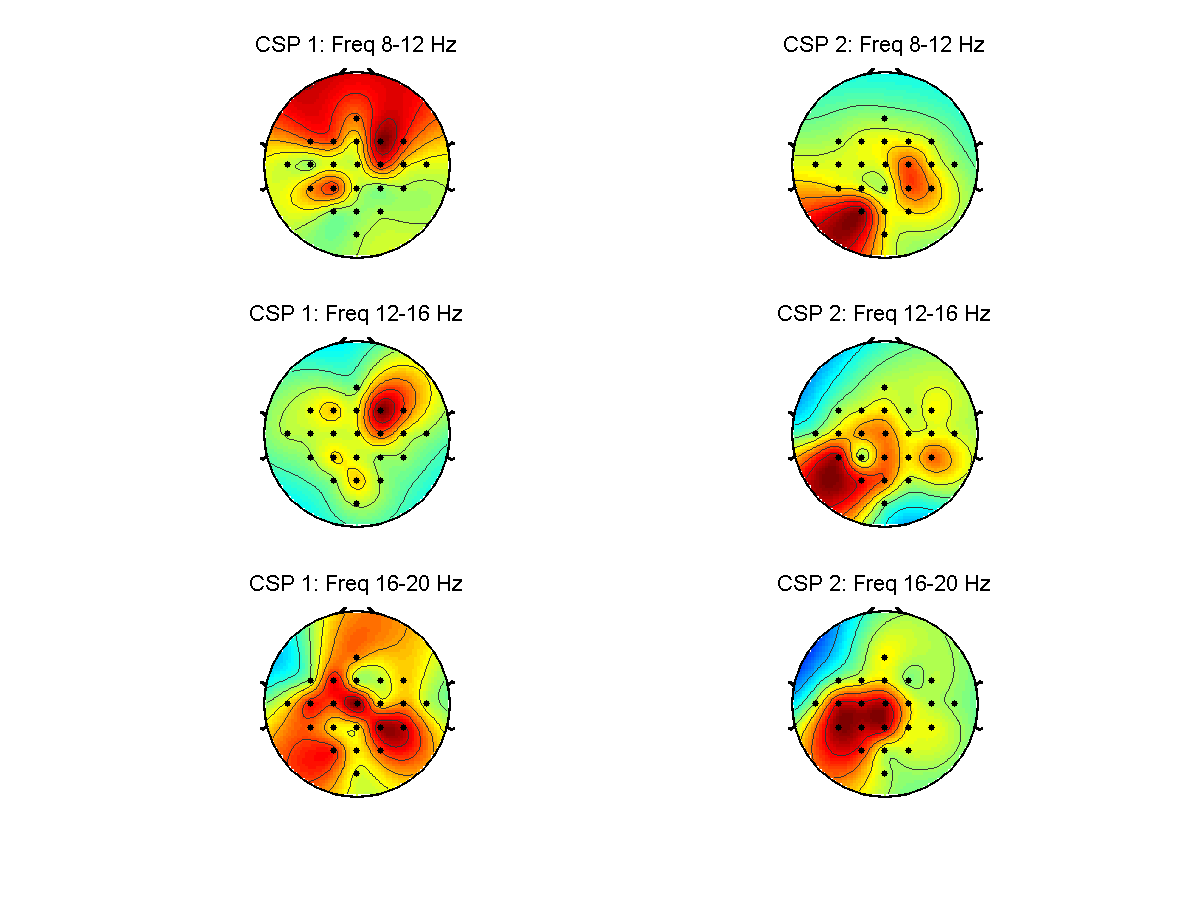 CSP 1: Freq 8-12 Hz
CSP 2: Freq 8-12 Hz
CSP 1: Freq 12-16 Hz
CSP 2: Freq 12-16 Hz
CSP 1: Freq 16-20 Hz
CSP 2: Freq 16-20 Hz